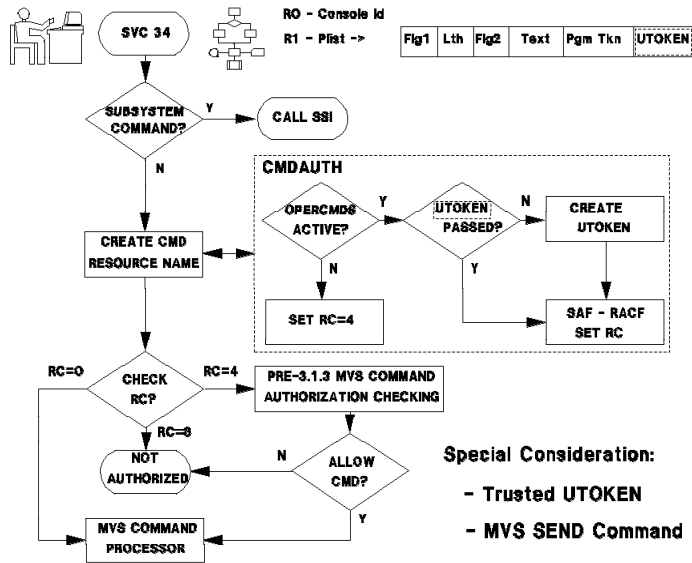 SVC 34
R0 - Console Id
R1 - Plist ->
Flg1 Lth Flg2 Text Pgm Tkn UTOKEN
SUBSYSTEM
COMMAND?
Y
CALL SSI
N
CMDAUTH
OPERCMDS
ACTIVE?
Y
UTOKEN
PASSED?
N
CREATE
UTOKEN
CREATE CMD
RESOURCE NAME
N
Y
SET RC=4
SAF - RACF
SET RC
RC=0
CHECK
RC?
RC=4
PRE-3.1.3 MVS COMMAND
AUTHORIZATION CHECKING
RC=8
NOT
AUTHORIZED
N
ALLOW
CMD?
Y
MVS COMMAND
PROCESSOR
Special Consideration:
- Trusted UTOKEN
- MVS SEND Command